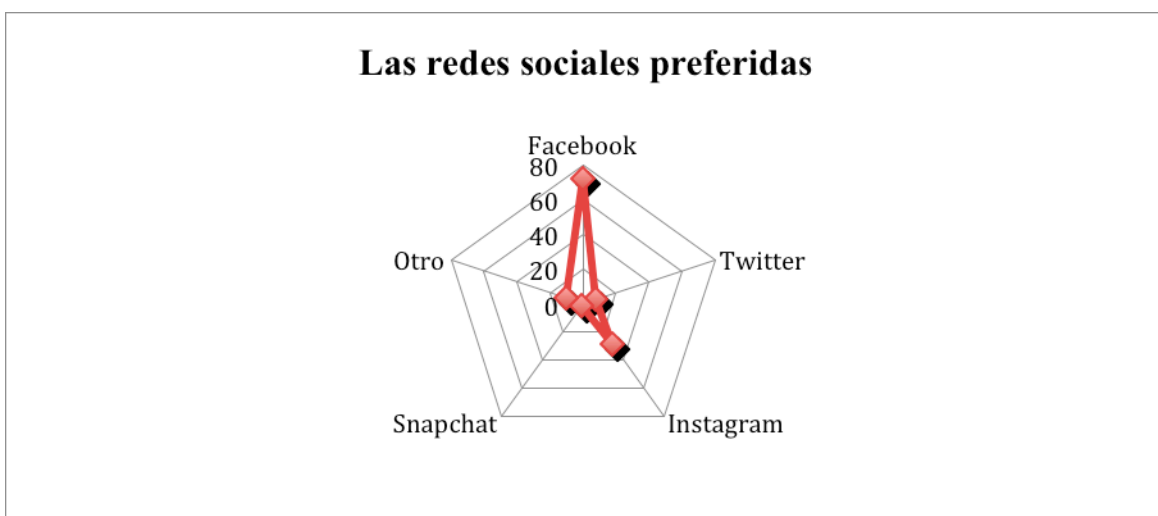 Las redes sociales preferidas
Facebook
80
60
40
20
0
Otro
Twitter
Snapchat
Instagram